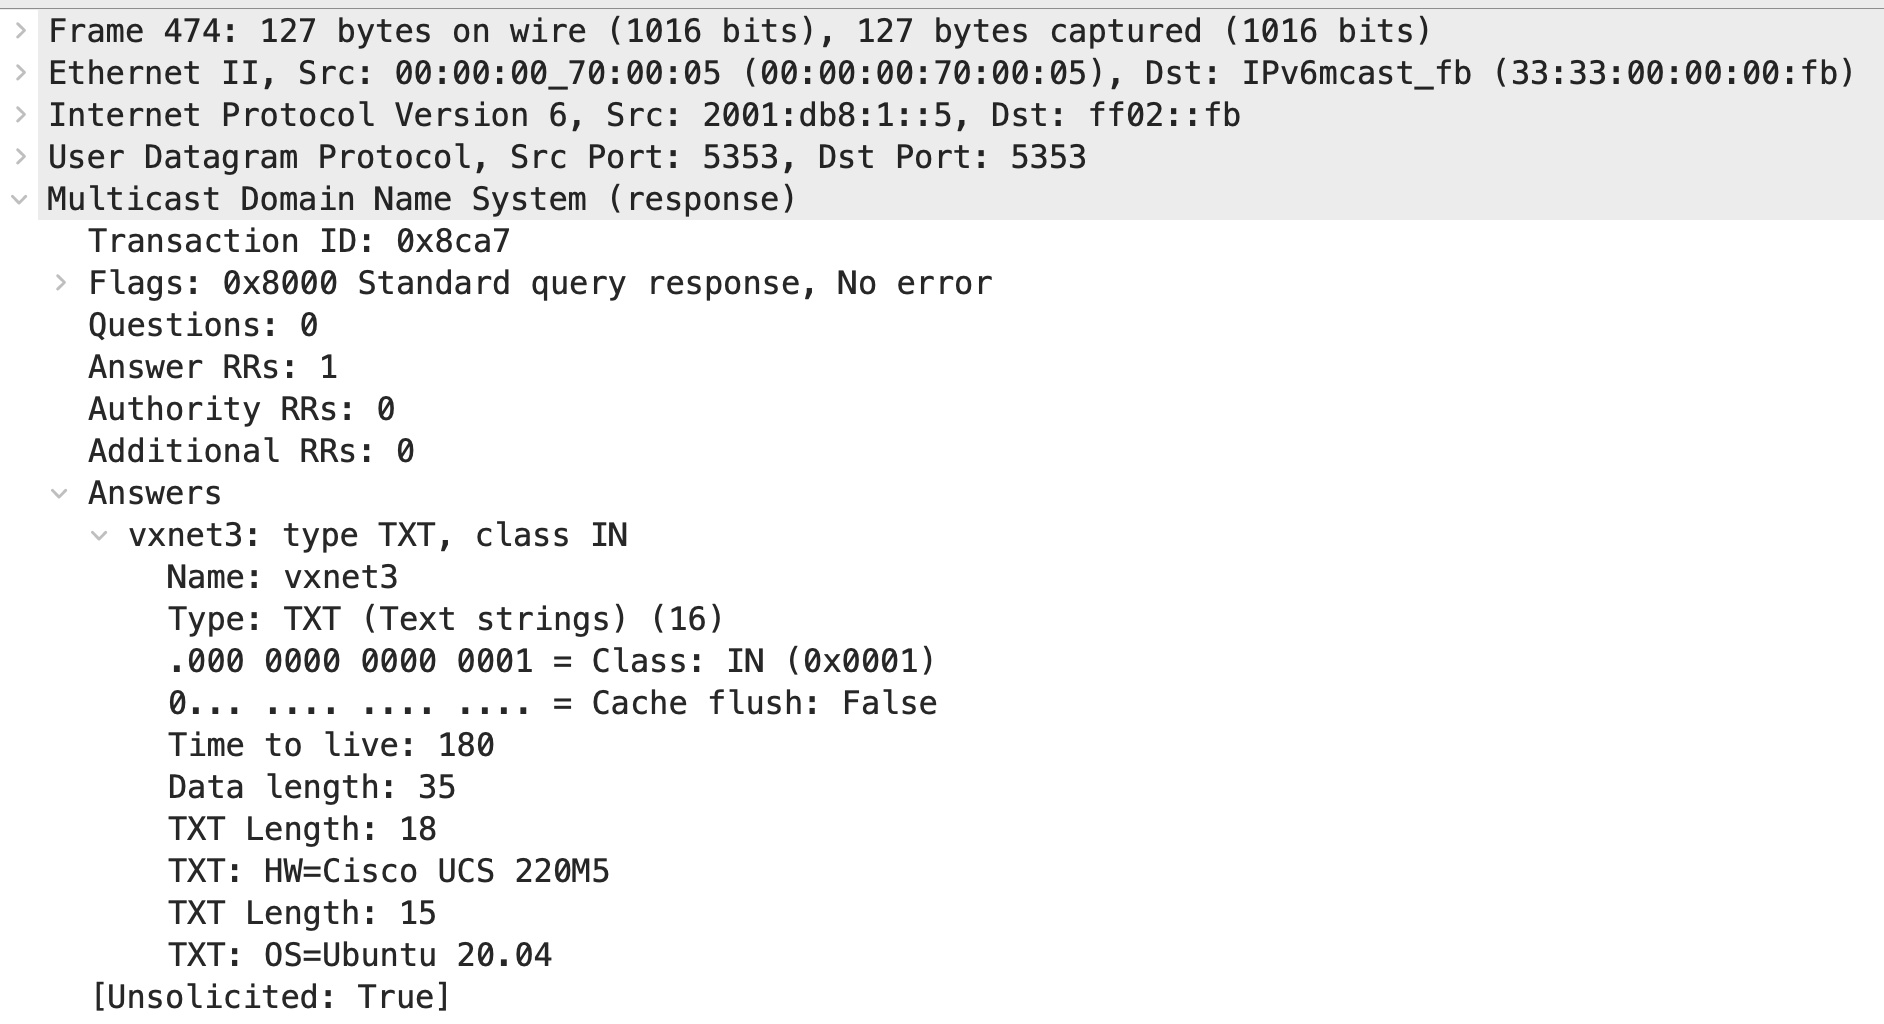 Frame 474: 127 bytes on wire (1016 bits), 127 bytes captured (1016 bits)
Ethernet II, Src: 00:00:00_70:00:05 (00:00:00:70:00:05), Dst: IPv6mcast_fb (33:33:00:00:00:fb)
Internet Protocol Version 6, Src: 2001:db8:1::5, Dst: ff02::fb
User Datagram Protocol, Src Port: 5353, Dst Port: 5353
Multicast Domain Name System (response)
Transaction ID: 0x8ca7
Flags: 0x8000 Standard query response, No error
Questions: 0
Answer RRs: 1
Authority RRs: 0
Additional RRs: 0
Answers
vxnet3: type TXT, class IN
Name: vxnet3
Type: TXT (Text strings) (16)
.000 0000 0000 0001 = Class: IN (0x0001)
0... .... .... .... = Cache flush: False
Time to live: 180
Data length: 35
TXT Length: 18
TXT: HW=Cisco UCS 220M5
TXT Length: 15
TXT: OS=Ubuntu 20.04
[Unsolicited: True]